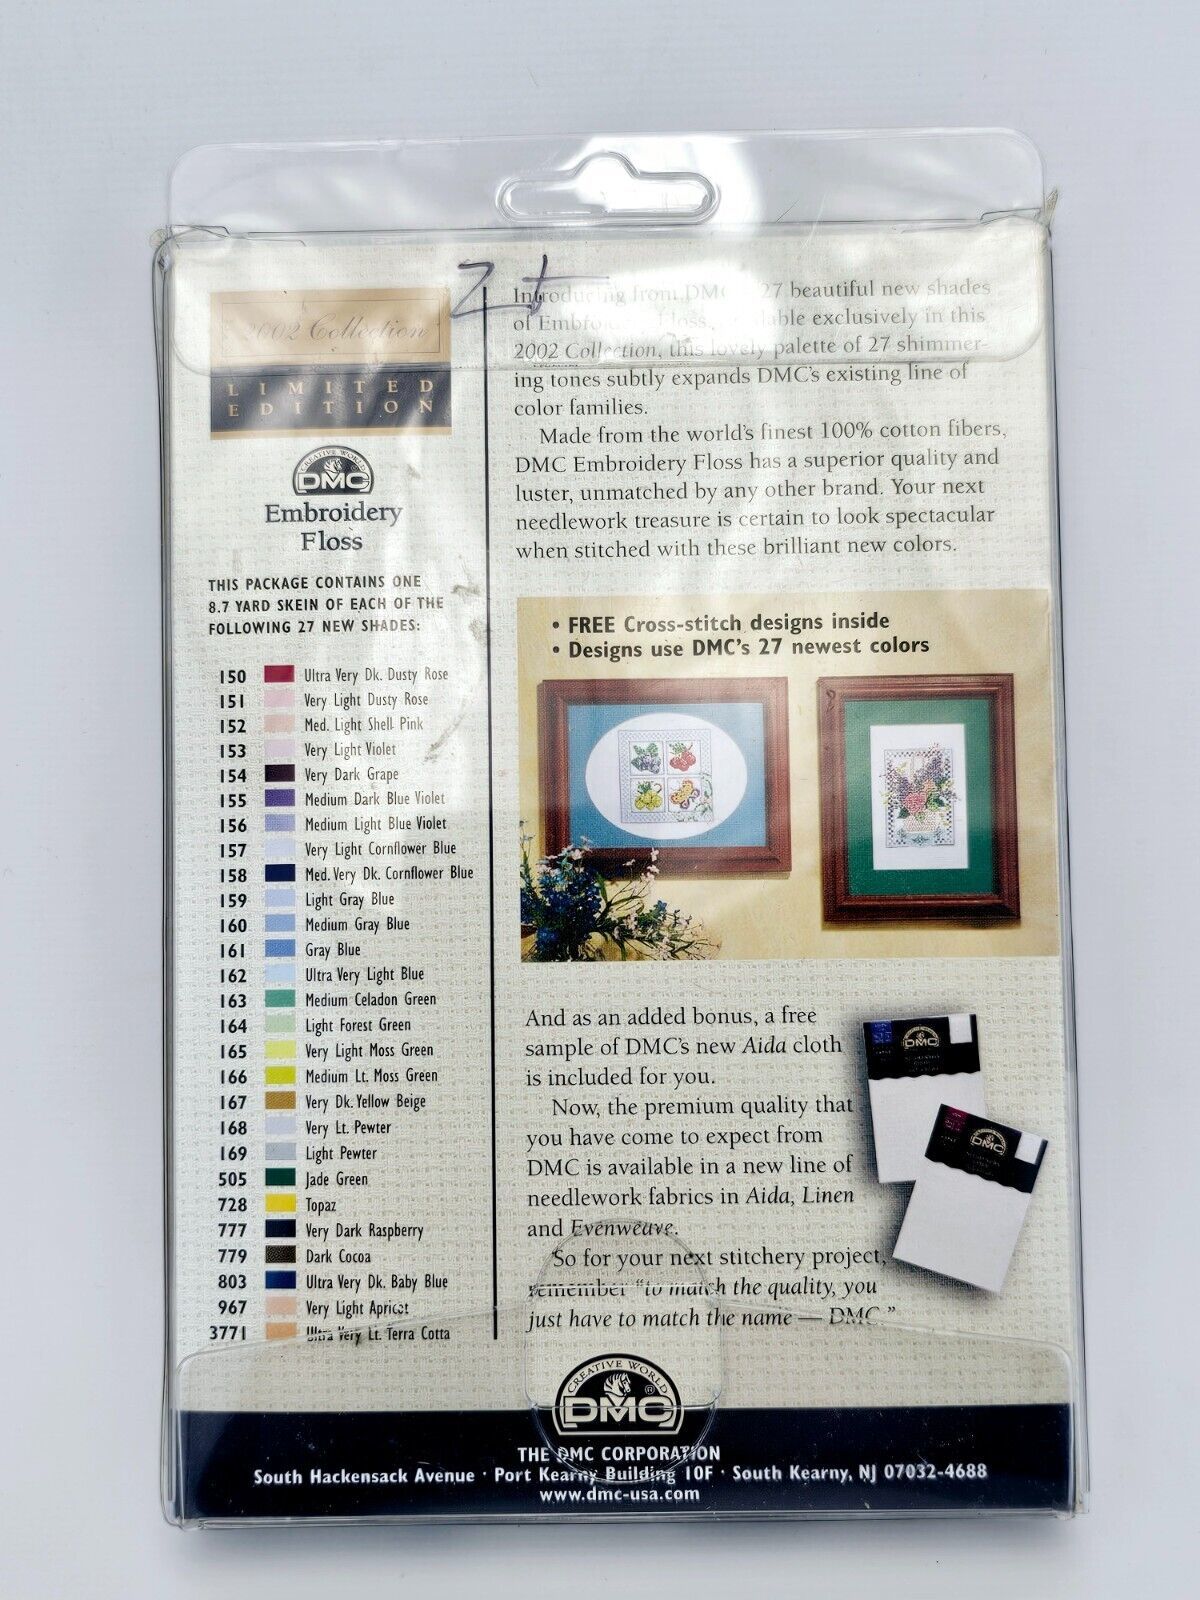 2002 Collection
LIMITED
EDITION
CREATIVE WORLD
DMC
Embroidery
Floss
THIS PACKAGE CONTAINS ONE
8.7 YARD SKEIN OF EACH OF THE
FOLLOWING 27 NEW SHADES:
150 Ultra Very Dk. Dusty Rose
151 Very Light Dusty Rose
152 Med. Light Shell Pink
153 Very Light Violet
154 Very Dark Grape
155 Medium Dark Blue Violet
156 Medium Light Blue Violet
157 Very Light Cornflower Blue
158 Med. Very Dk. Cornflower Blue
159 Light Gray Blue
160 Medium Gray Blue
161 Gray Blue
162 Ultra Very Light Blue
163 Medium Celadon Green
164 Light Forest Green
165 Very Light Moss Green
166 Medium Lt. Moss Green
167 Very Dk. Yellow Beige
168 Very Lt. Pewter
169 Light Pewter
505 Jade Green
728 Topaz
777 Very Dark Raspberry
779 Dark Cocoa
803 Ultra Very Dk. Baby Blue
967 Very Light Apricot
3771 Ultra Very Lt. Terra Cotta
Introducing from DMC 27 beautiful new shades
of Embroidery Floss. exclusively in this
2002 Collection, this lovely palette of 27 shimmer-
ing tones subtly expands DMC's existing line of
color families.
Made from the world's finest 100% cotton fibers,
DMC Embroidery Floss has a superior quality and
luster, unmatched by any other brand. Your next
needlework treasure is certain to look spectacular
when stitched with these brilliant new colors.
• FREE Cross-stitch designs inside
• Designs use DMC's 27 newest colors
And as an added bonus, a free
sample of DMC's new Aida cloth
is included for you.
Now, the premium quality that
you have come to expect from
DMC is available in a new line of
needlework fabrics in Aida, Linen
and Evenweave.
So for your next stitchery project,
remember "to match the quality, you
just have to match the name — DMC."
DMC
DMC
CREATIVE WORLD
DMC®
THE DMC CORPORATION
South Hackensack Avenue · Port Kearny Building 10F · South Kearny, NJ 07032-4688
www.dmc-usa.com